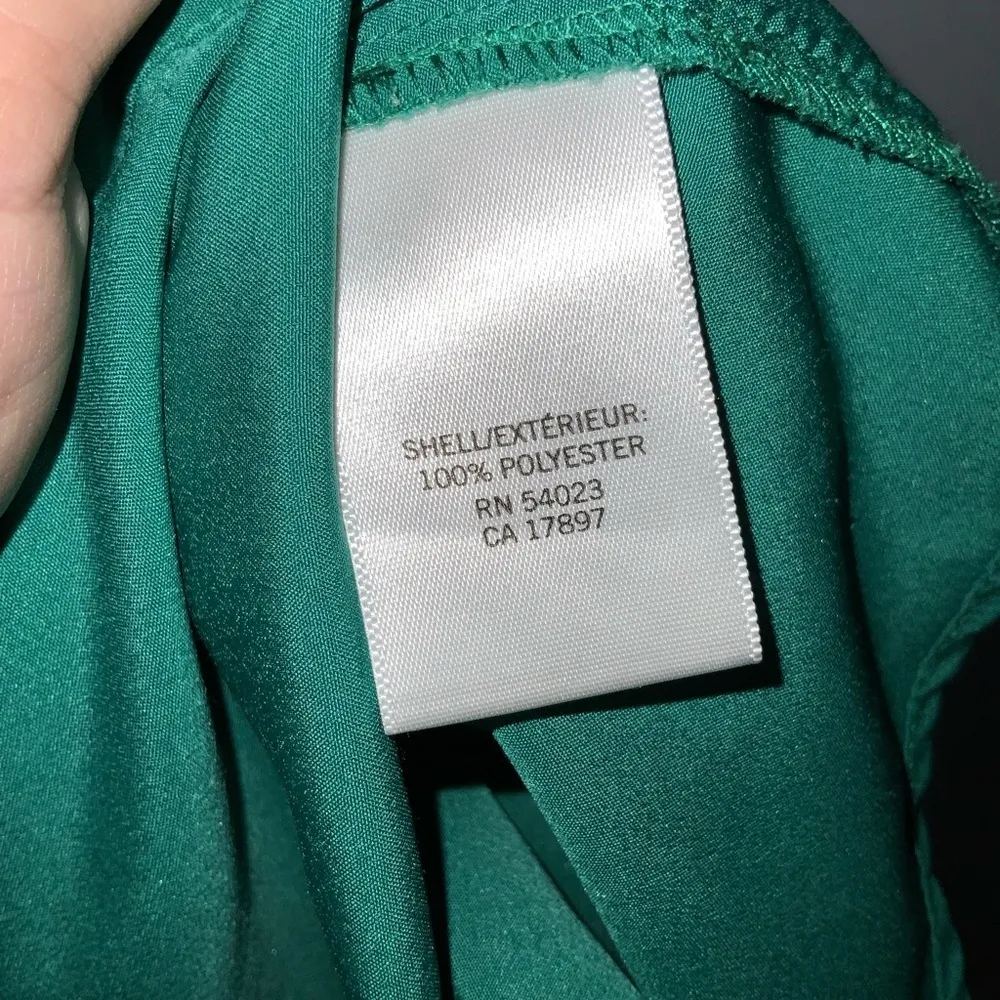 SHELL/EXTÉRIEUR:
100% POLYESTER
RN 54023
CA 17897